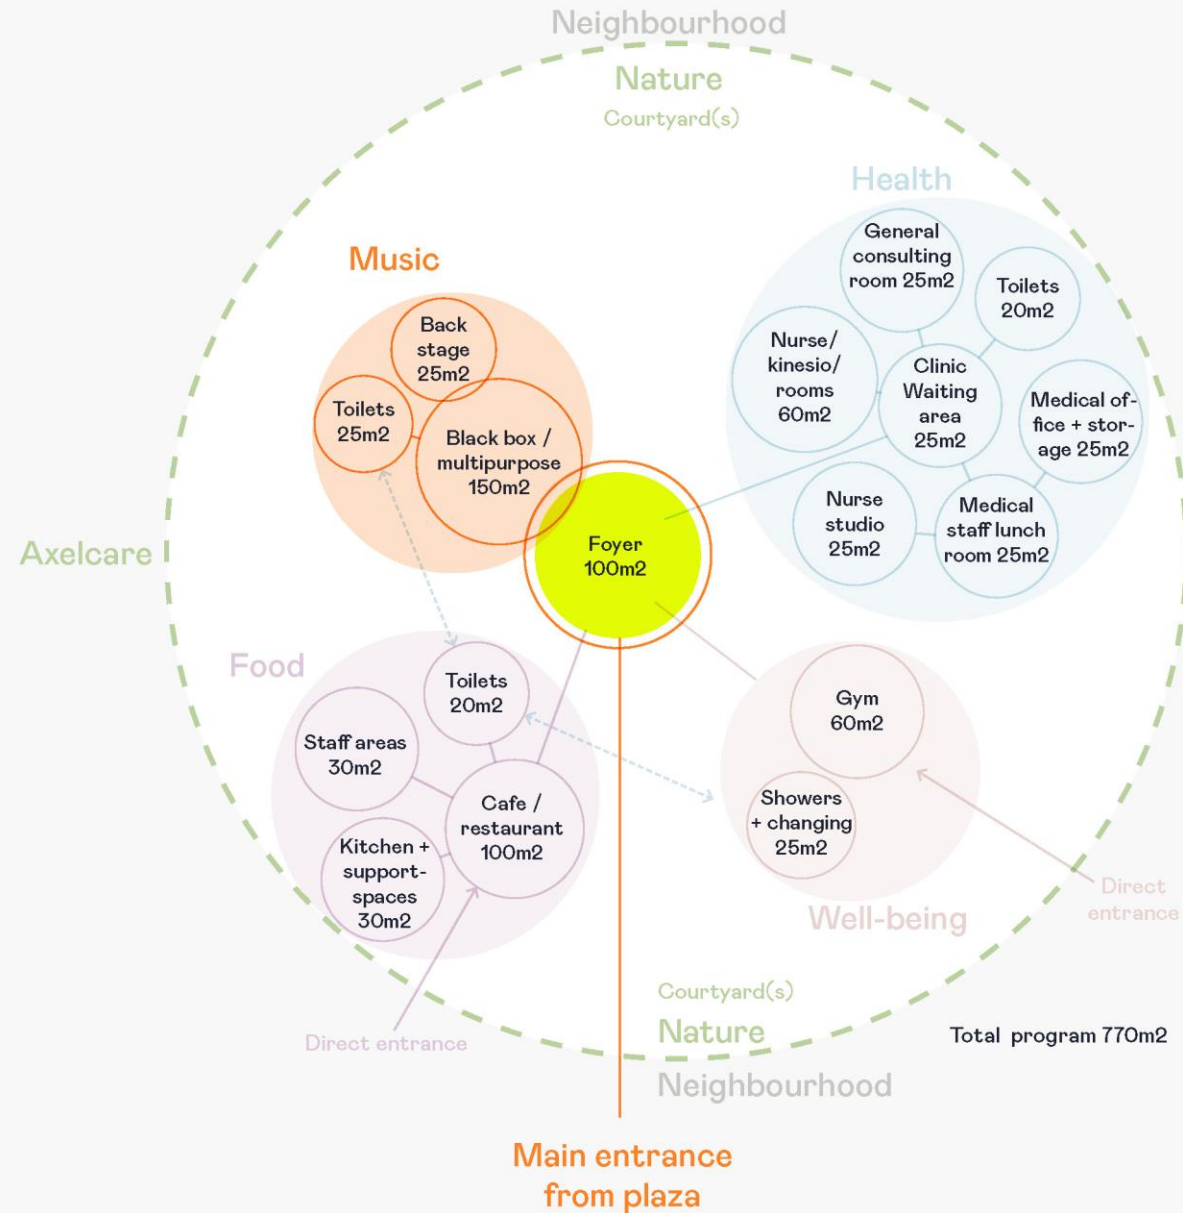 Neighbourhood
Nature
Courtyard(s)
Health
General
consulting
room 25m2
Toilets
20m2
Nurse/
kinesio/
rooms
60m2
Clinic
Waiting
area
25m2
Medical of-
fice + stor-
age 25m2
Nurse
studio
25m2
Medical
staff lunch
room 25m2
Music
Back
stage
25m2
Toilets
25m2
Black box /
multipurpose
150m2
Foyer
100m2
Axelcare
Food
Toilets
20m2
Staff areas
30m2
Cafe /
restaurant
100m2
Kitchen +
support-
spaces
30m2
Direct entrance
Gym
60m2
Showers
+ changing
25m2
Well-being
Direct
entrance
Courtyard(s)
Nature
Neighbourhood
Total program 770m2
Main entrance
from plaza